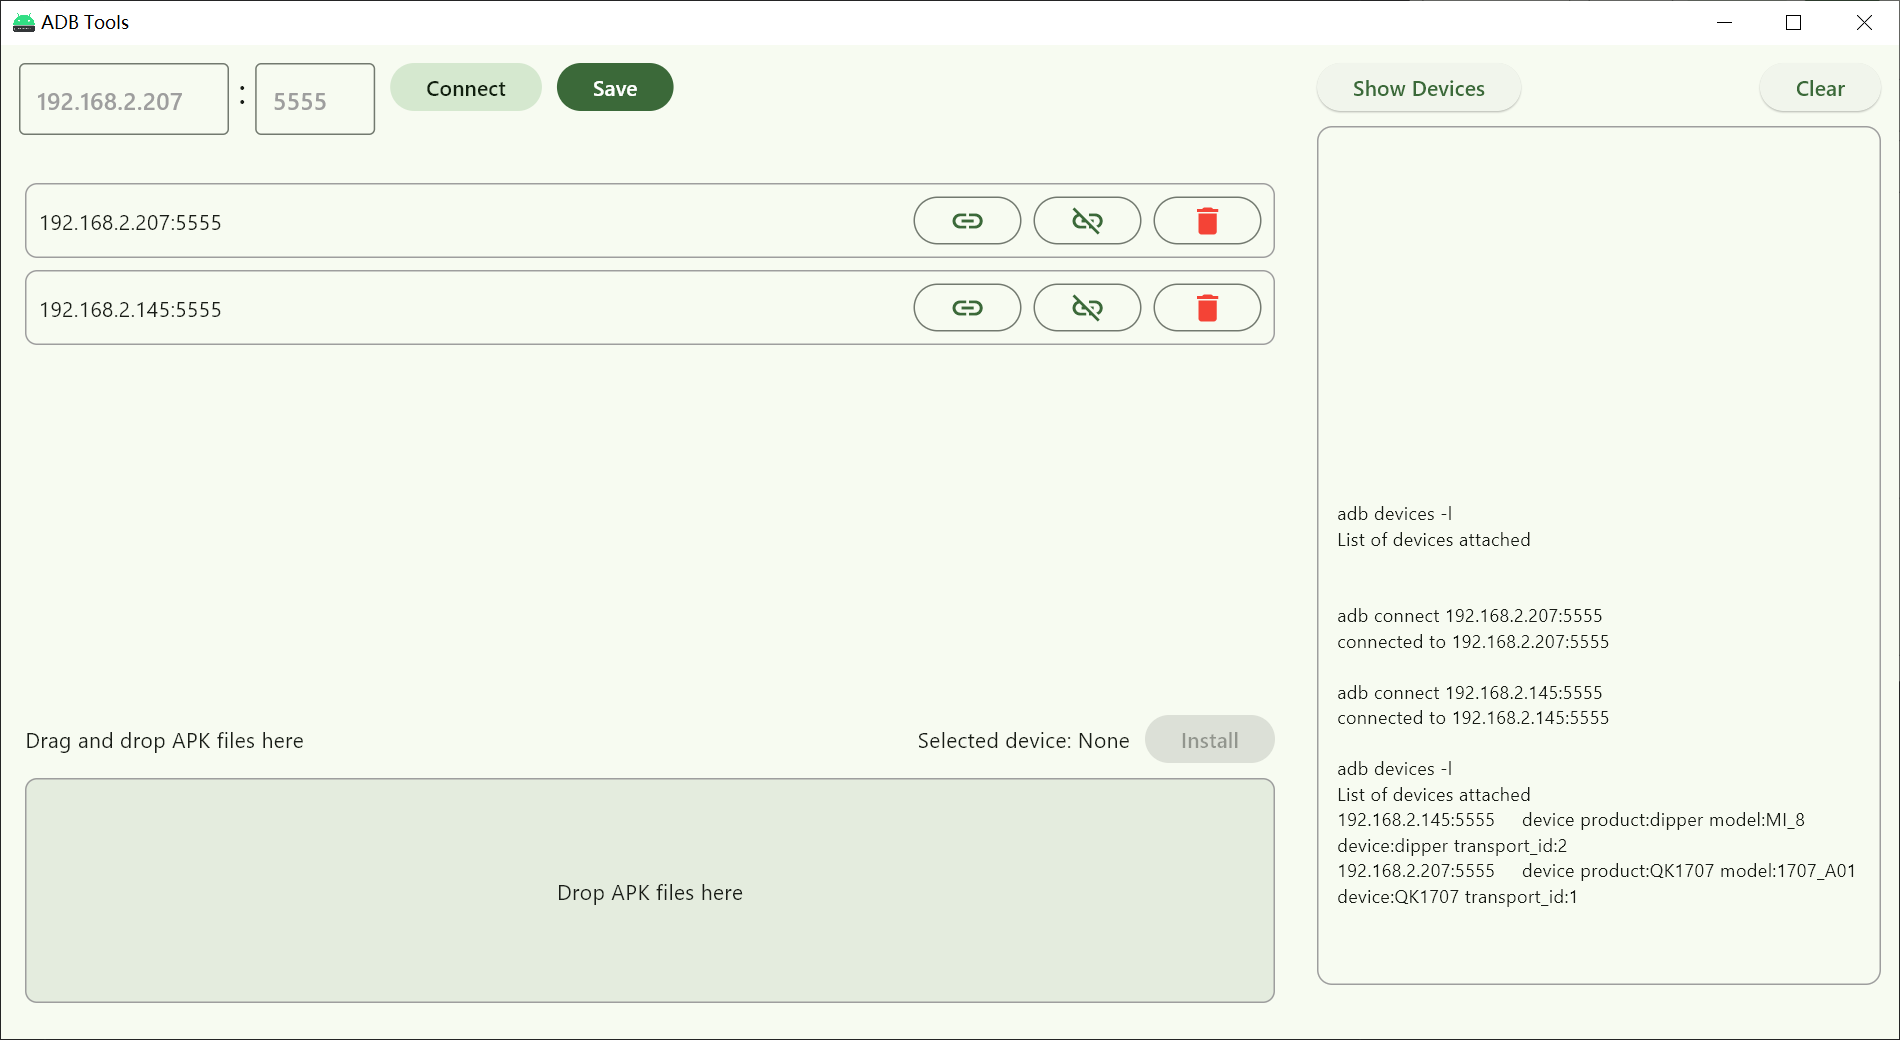 ADB Tools
192.168.2.207 : 5555 Connect Save
Show Devices Clear
192.168.2.207:5555
192.168.2.145:5555
Drag and drop APK files here Selected device: None Install
Drop APK files here
adb devices -l
List of devices attached
adb connect 192.168.2.207:5555
connected to 192.168.2.207:5555
adb connect 192.168.2.145:5555
connected to 192.168.2.145:5555
adb devices -l
List of devices attached
192.168.2.145:5555 device product:dipper model:MI_8
device:dipper transport_id:2
192.168.2.207:5555 device product:QK1707 model:1707_A01
device:QK1707 transport_id:1